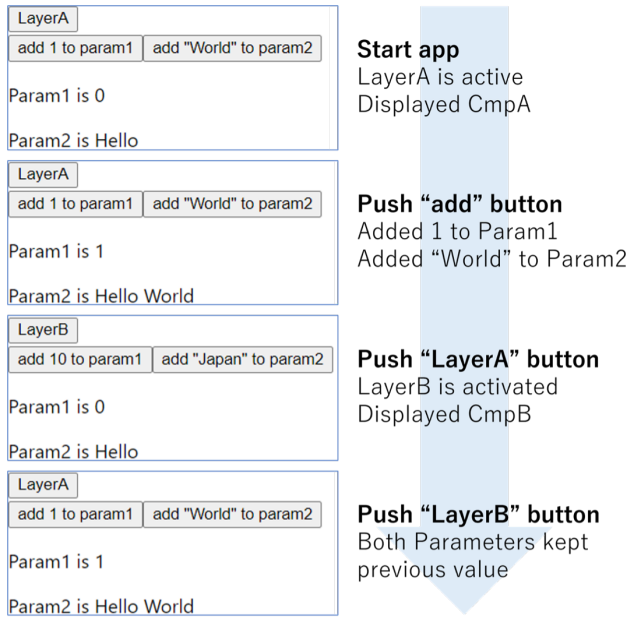 LayerA
add 1 to param1 add "World" to param2
Param1 is 0
Param2 is Hello
Start app
LayerA is active
Displayed CmpA
LayerA
add 1 to param1 add "World" to param2
Param1 is 1
Param2 is Hello World
Push “add” button
Added 1 to Param1
Added “World” to Param2
LayerB
add 10 to param1 add "Japan" to param2
Param1 is 0
Param2 is Hello
Push “LayerA” button
LayerB is activated
Displayed CmpB
LayerA
add 1 to param1 add "World" to param2
Param1 is 1
Param2 is Hello World
Push “LayerB” button
Both Parameters kept
previous value